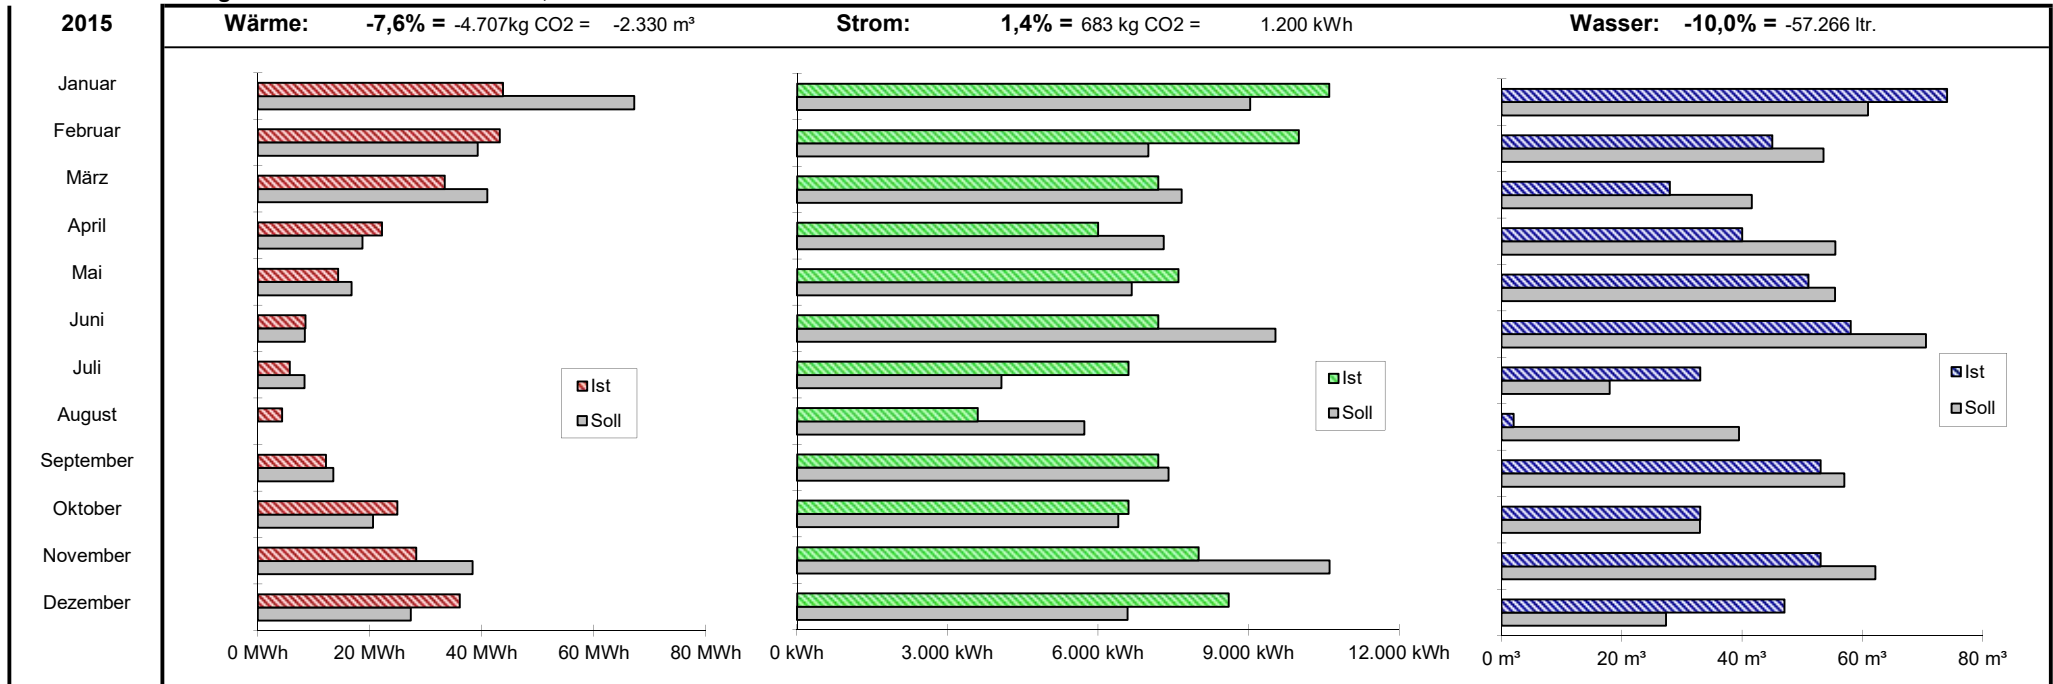 2015 Wärme: -7,6% = -4.707kg CO2 = -2.330 m³ Strom: 1,4% = 683 kg CO2 = 1.200 kWh Wasser: -10,0% = -57.266 ltr.
Januar
Februar
März
April
Mai
Juni
Juli
August
September
Oktober
November
Dezember
Ist
Soll
0 MWh 20 MWh 40 MWh 60 MWh 80 MWh
Ist
Soll
0 kWh 3.000 kWh 6.000 kWh 9.000 kWh 12.000 kWh
Ist
Soll
0 m³ 20 m³ 40 m³ 60 m³ 80 m³